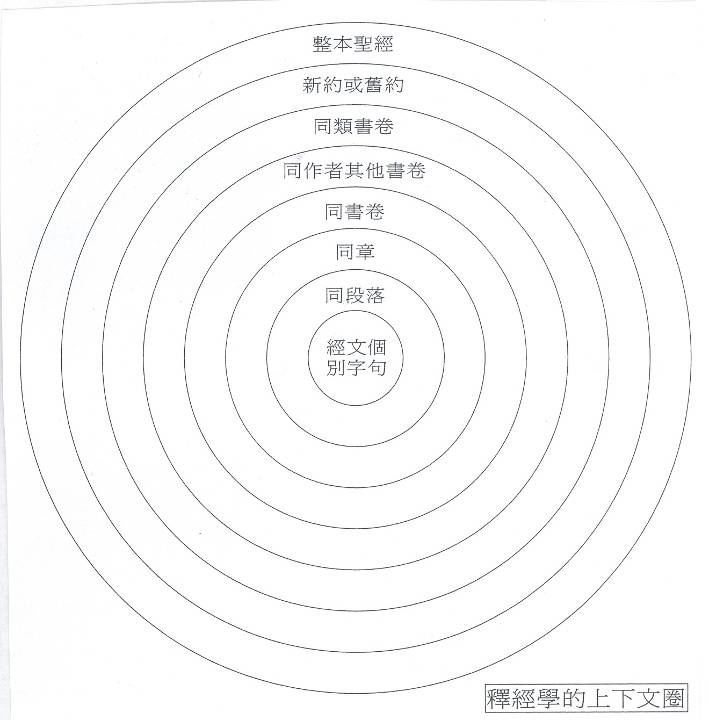 整本聖經
新約或舊約
同類書卷
同作者其他書卷
同書卷
同章
同段落
經文個
別字句
釋經學的上下文圈